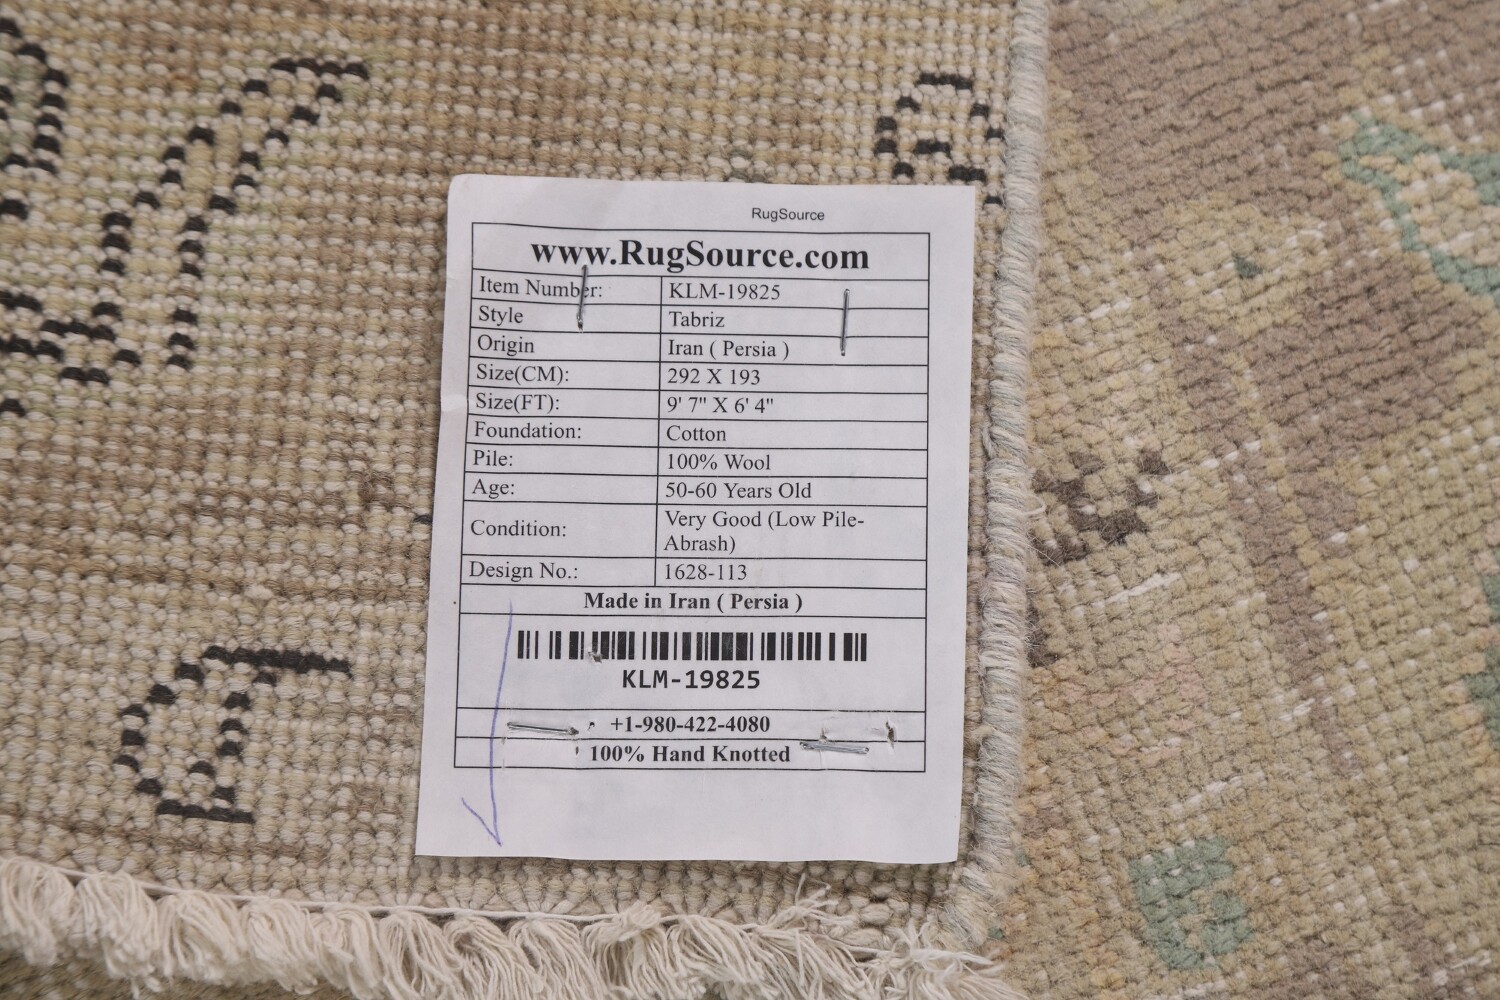 RugSource
www.RugSource.com
Item Number: KLM-19825
Style Tabriz
Origin Iran ( Persia )
Size(CM): 292 X 193
Size(FT): 9' 7" X 6' 4"
Foundation: Cotton
Pile: 100% Wool
Age: 50-60 Years Old
Condition: Very Good (Low Pile-
Abrash)
Design No.: 1628-113
Made in Iran ( Persia )
KLM-19825
+1-980-422-4080
100% Hand Knotted